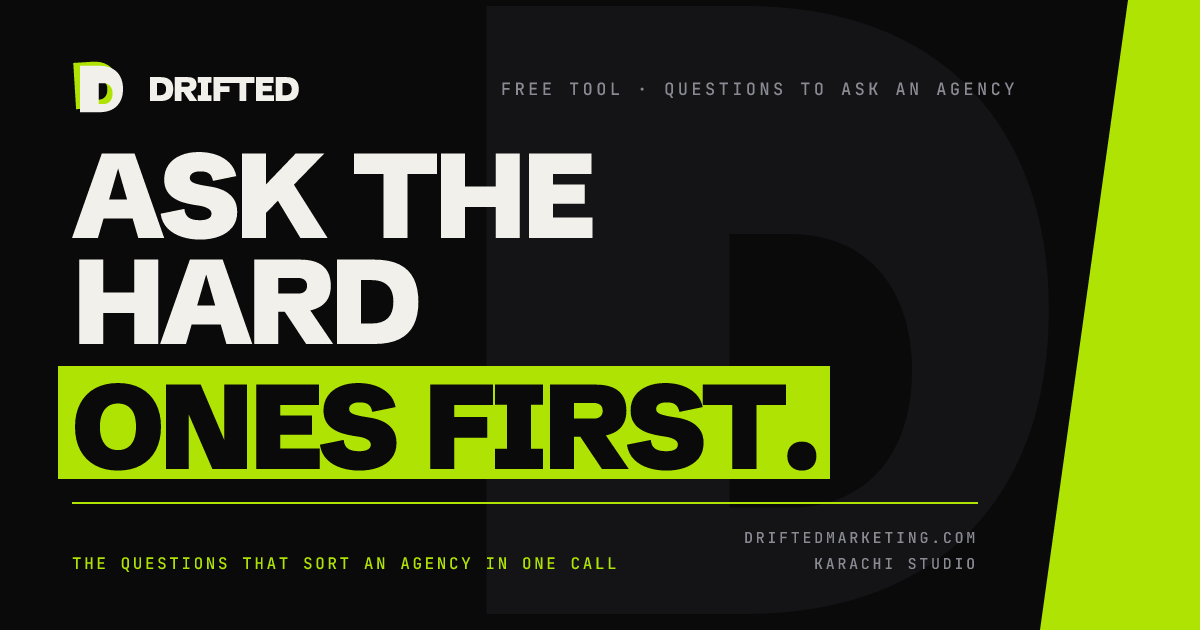 DRIFTED
FREE TOOL · QUESTIONS TO ASK AN AGENCY
ASK THE
HARD
ONES FIRST.
THE QUESTIONS THAT SORT AN AGENCY IN ONE CALL
DRIFTEDMARKETING.COM
KARACHI STUDIO